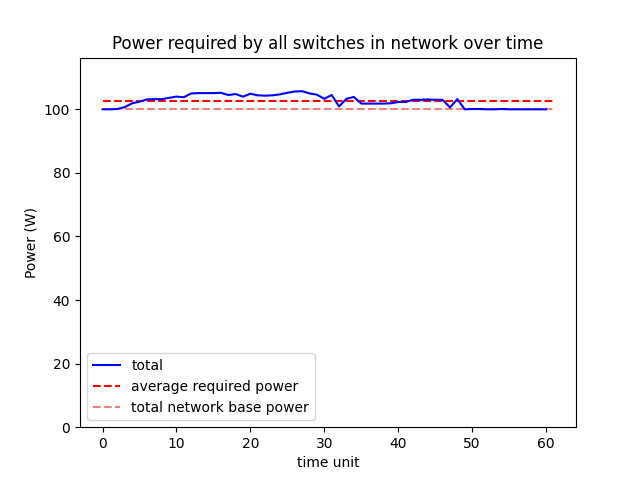 Power required by all switches in network over time
Power (W)
100
80
60
40
20
0
total
average required power
total network base power
0 10 20 30 40 50 60
time unit